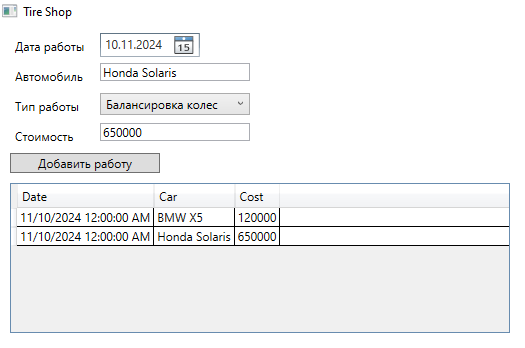 Tire Shop
Дата работы 10.11.2024 15
Автомобиль Honda Solaris
Тип работы Балансировка колес
Стоимость 650000
Добавить работу
Date Car Cost
11/10/2024 12:00:00 AM BMW X5 120000
11/10/2024 12:00:00 AM Honda Solaris 650000